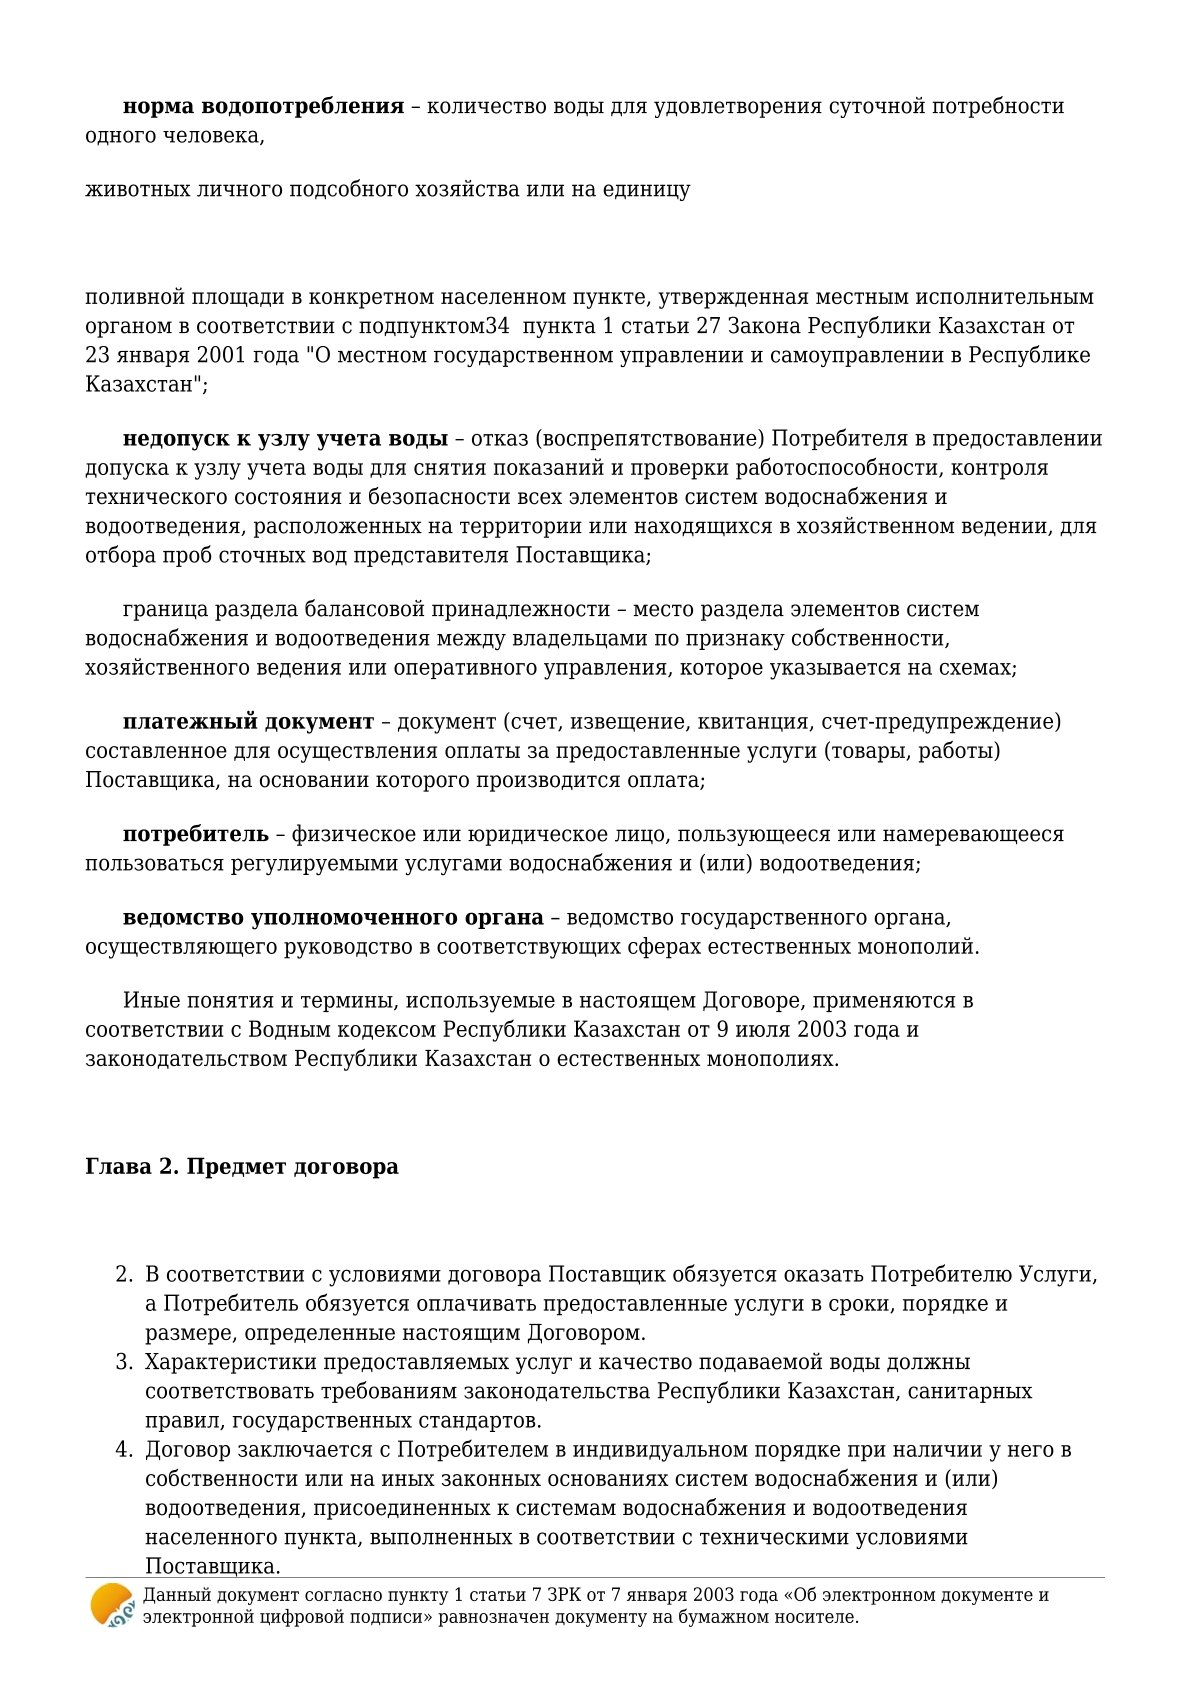 норма водопотребления – количество воды для удовлетворения суточной потребности
одного человека,
животных личного подсобного хозяйства или на единицу
поливной площади в конкретном населенном пункте, утвержденная местным исполнительным
органом в соответствии с подпунктом34  пункта 1 статьи 27 Закона Республики Казахстан от
23 января 2001 года "О местном государственном управлении и самоуправлении в Республике
Казахстан";
недопуск к узлу учета воды – отказ (воспрепятствование) Потребителя в предоставлении
допуска к узлу учета воды для снятия показаний и проверки работоспособности, контроля
технического состояния и безопасности всех элементов систем водоснабжения и
водоотведения, расположенных на территории или находящихся в хозяйственном ведении, для
отбора проб сточных вод представителя Поставщика;
граница раздела балансовой принадлежности – место раздела элементов систем
водоснабжения и водоотведения между владельцами по признаку собственности,
хозяйственного ведения или оперативного управления, которое указывается на схемах;
платежный документ – документ (счет, извещение, квитанция, счет-предупреждение)
составленное для осуществления оплаты за предоставленные услуги (товары, работы)
Поставщика, на основании которого производится оплата;
потребитель – физическое или юридическое лицо, пользующееся или намеревающееся
пользоваться регулируемыми услугами водоснабжения и (или) водоотведения;
ведомство уполномоченного органа – ведомство государственного органа,
осуществляющего руководство в соответствующих сферах естественных монополий.
Иные понятия и термины, используемые в настоящем Договоре, применяются в
соответствии с Водным кодексом Республики Казахстан от 9 июля 2003 года и
законодательством Республики Казахстан о естественных монополиях.
Глава 2. Предмет договора
2. В соответствии с условиями договора Поставщик обязуется оказать Потребителю Услуги,
а Потребитель обязуется оплачивать предоставленные услуги в сроки, порядке и
размере, определенные настоящим Договором.
3. Характеристики предоставляемых услуг и качество подаваемой воды должны
соответствовать требованиям законодательства Республики Казахстан, санитарных
правил, государственных стандартов.
4. Договор заключается с Потребителем в индивидуальном порядке при наличии у него в
собственности или на иных законных основаниях систем водоснабжения и (или)
водоотведения, присоединенных к системам водоснабжения и водоотведения
населенного пункта, выполненных в соответствии с техническими условиями
Поставщика.
Данный документ согласно пункту 1 статьи 7 ЗРК от 7 января 2003 года «Об электронном документе и
электронной цифровой подписи» равнозначен документу на бумажном носителе.